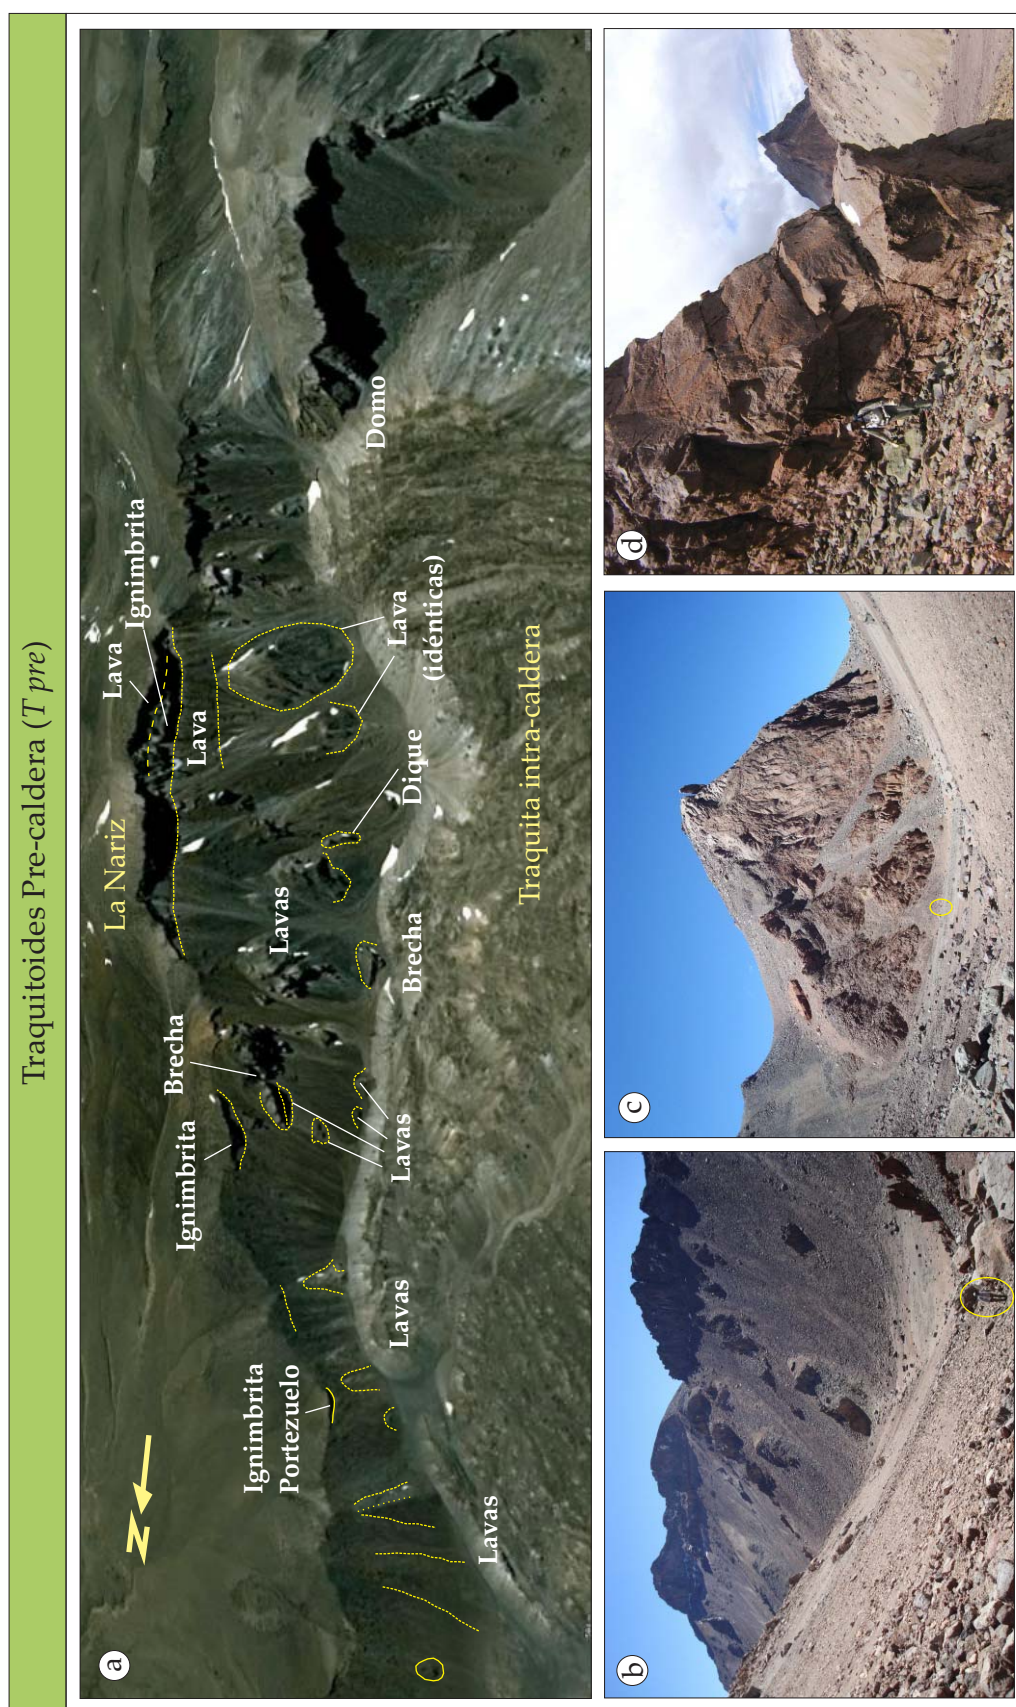 Traquitoides Pre-caldera (T pre)
a
N
La Nariz
Lava
Ignimbrita
Lava
Brecha
Ignimbrita
Lavas
Domo
Lava
(idénticas)
Dique
Brecha
Lavas
Ignimbrita
Portezuelo
Lavas
Lavas
Traquita intra-caldera
b
c
d